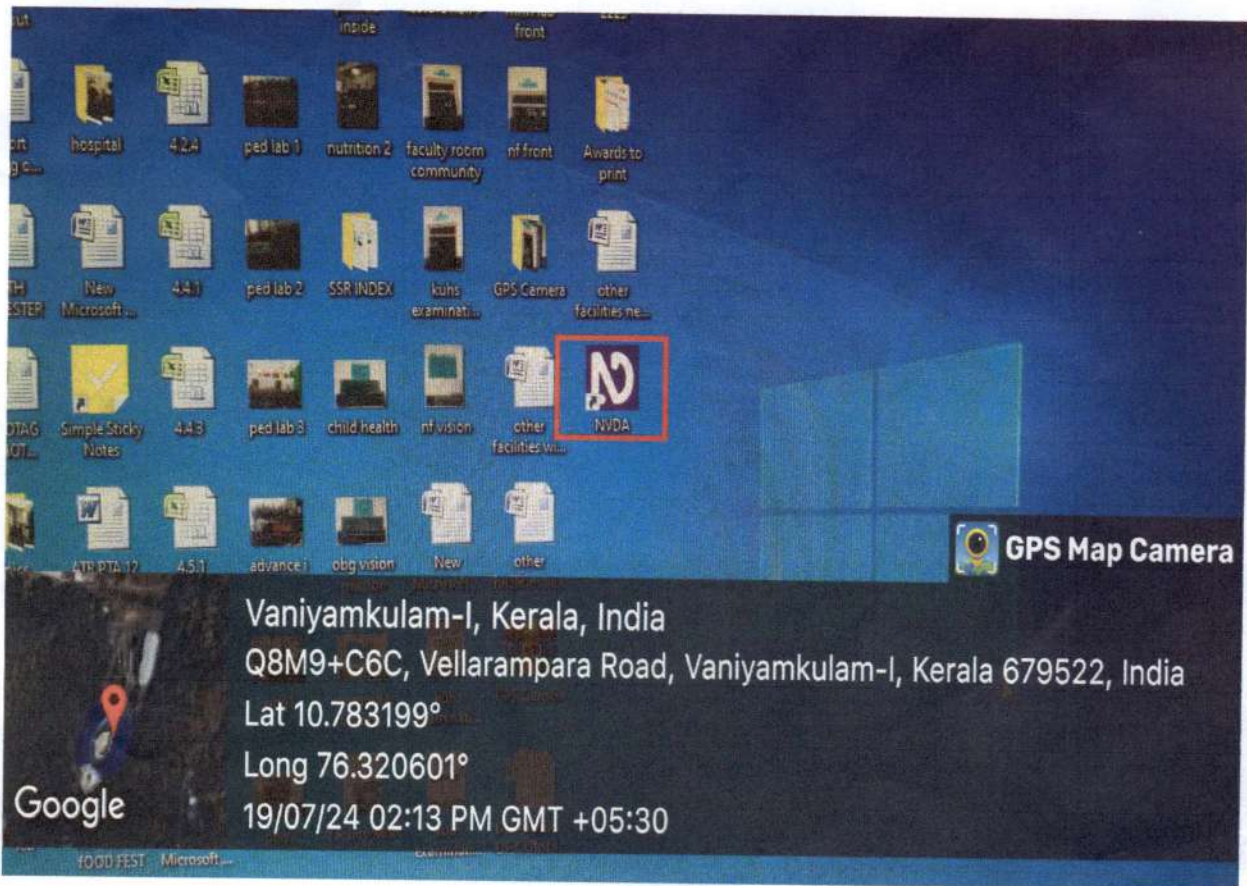 inside
front
hospital
4.2.4
ped lab 1
nutrition 2
faculty room
community
nf front
Awards to
print
New
Microsoft ...
4.4.1
ped lab 2
SSR INDEX
kuhs
examinati...
GPS Camera
other
facilities ne...
Simple Sticky
Notes
4.4.3
ped lab 3
child health
nf vision
other
facilities wi...
NVDA
ATR PTA 12
4.5.1
advance i
obg vision
New
other
GPS Map Camera
Vaniyamkulam-I, Kerala, India
Q8M9+C6C, Vellarampara Road, Vaniyamkulam-I, Kerala 679522, India
Lat 10.783199°
Long 76.320601°
19/07/24 02:13 PM GMT +05:30
Google
fOOD FEST
Microsoft ...